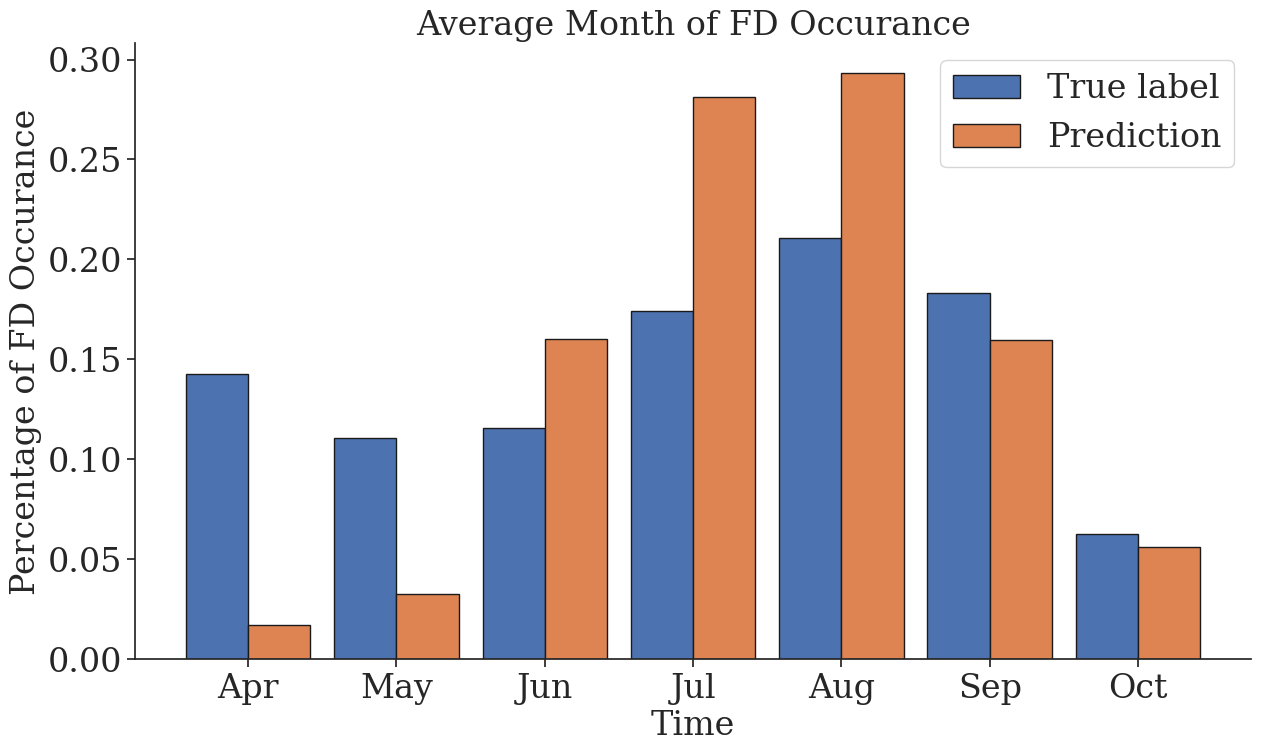 Average Month of FD Occurance
Percentage of FD Occurance
0.30
0.25
0.20
0.15
0.10
0.05
0.00
True label
Prediction
Apr May Jun Jul Aug Sep Oct
Time